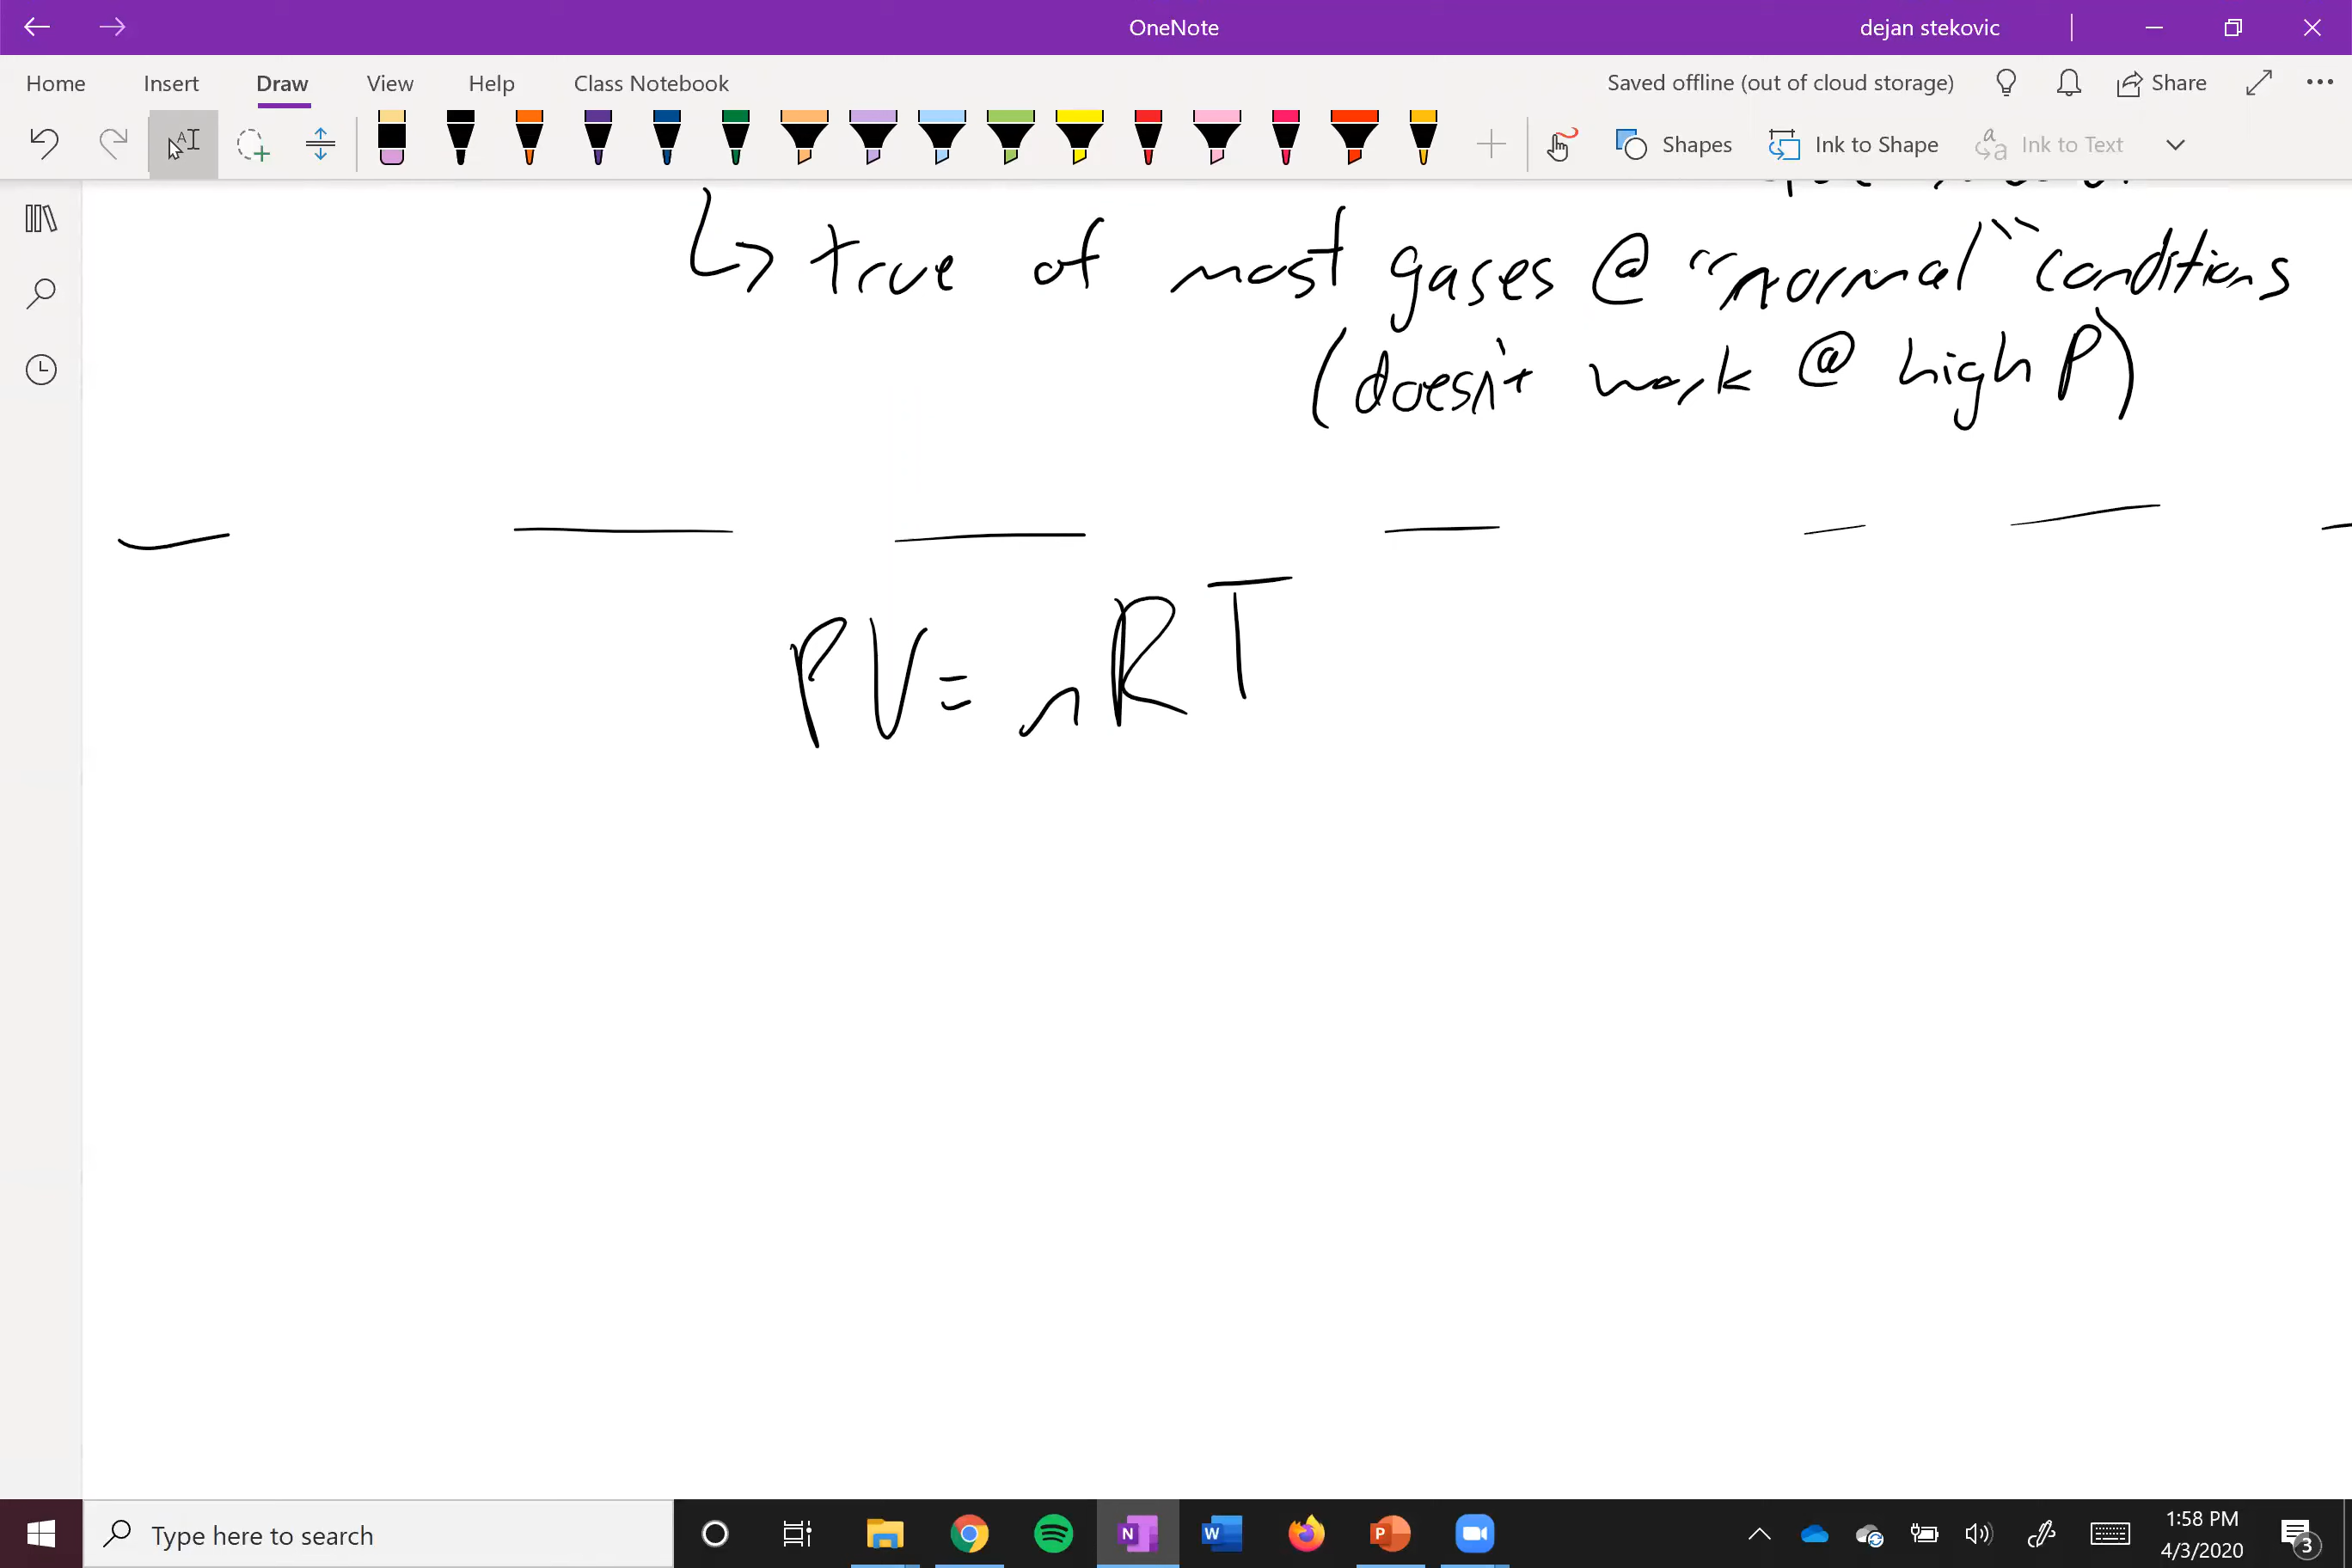 OneNote
dejan stekovic
Home Insert Draw View Help Class Notebook
Saved offline (out of cloud storage) Share
Shapes Ink to Shape Ink to Text
↳ true of most gases @ "normal" conditions
(doesn't work @ high P)
PV = nRT
Type here to search
1:58 PM
4/3/2020
3